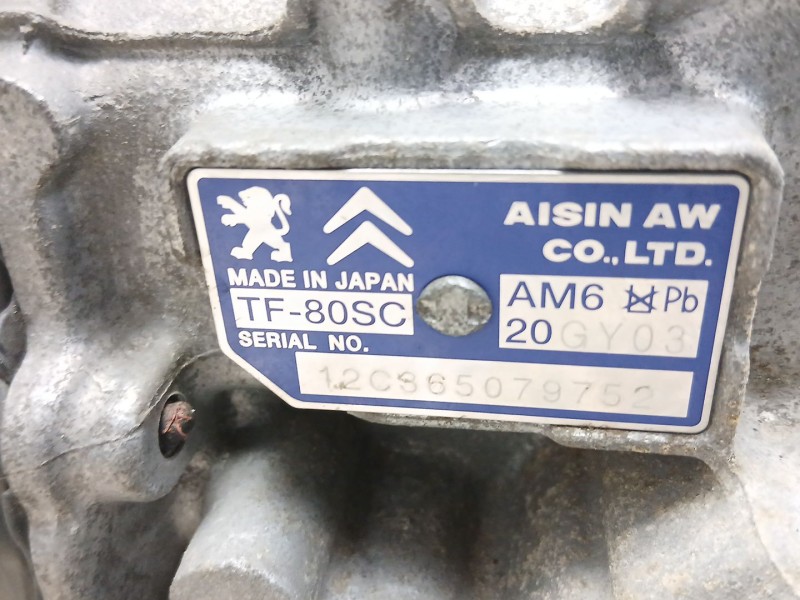 AISIN AW
CO.,LTD.
MADE IN JAPAN
TF-80SC
AM6 Pb
20GY03
SERIAL NO.
12C365079752